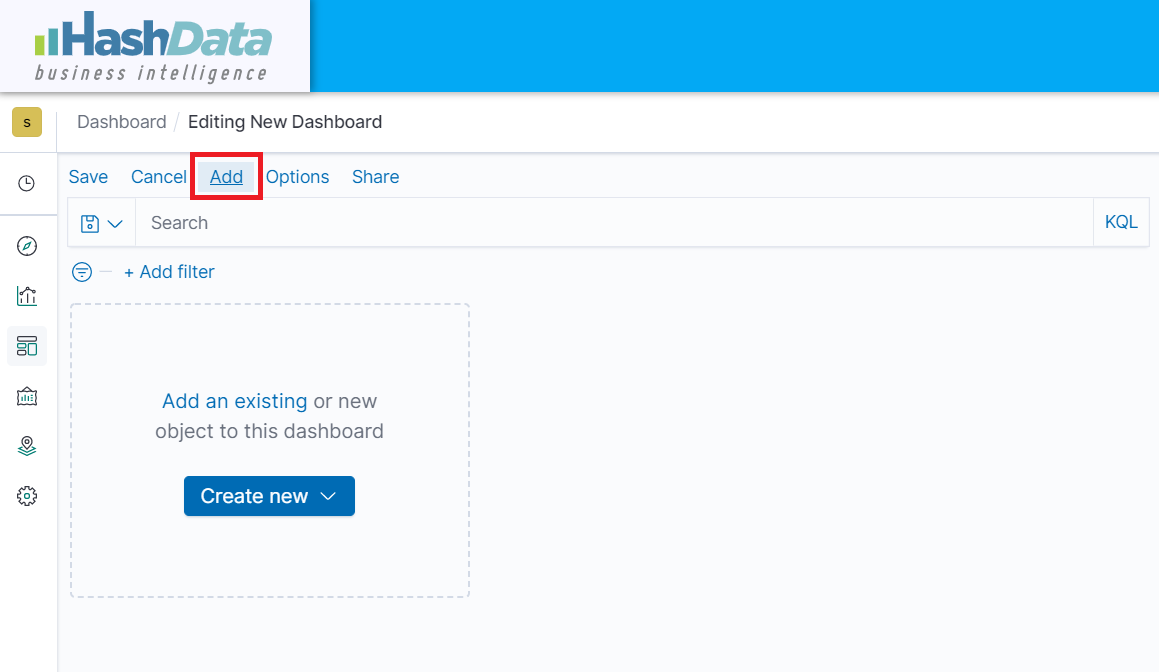 HashData
business intelligence
s
Dashboard / Editing New Dashboard
Save Cancel Add Options Share
Search KQL
+ Add filter
Add an existing or new
object to this dashboard
Create new